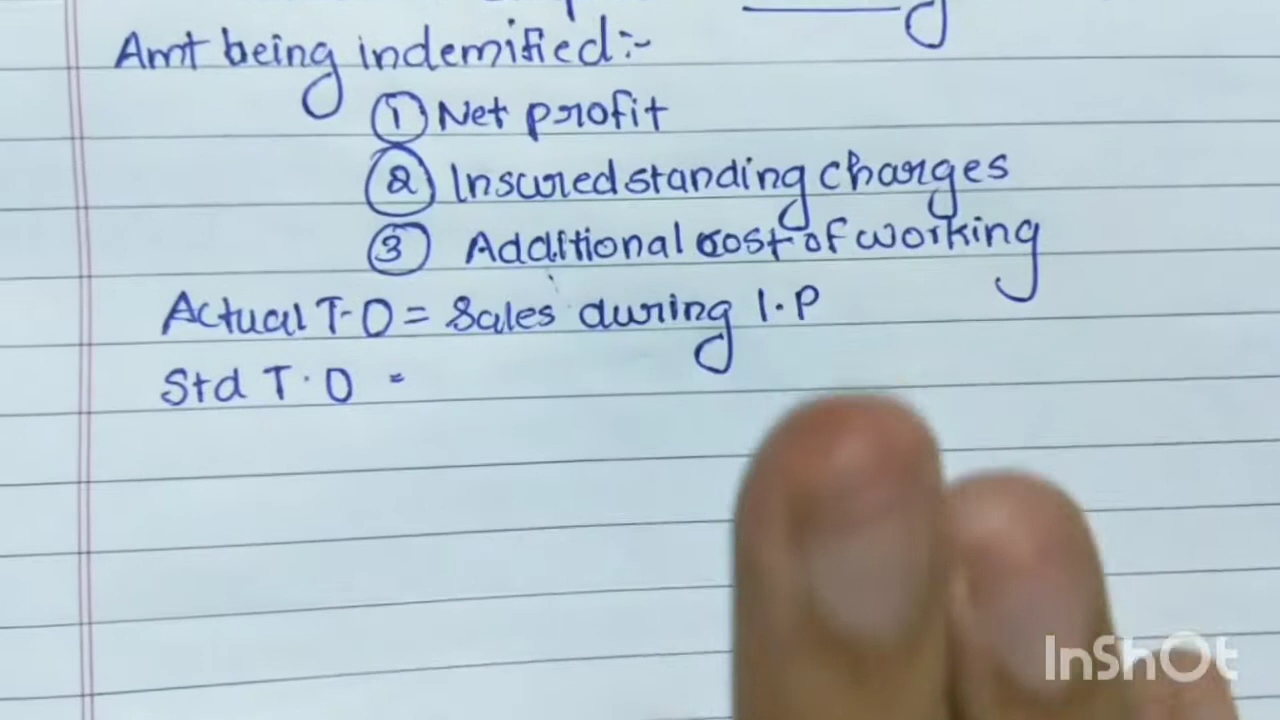 Amt being indemified:-
① Net profit
② Insured standing charges
③ Additional cost of working
Actual T.O = Sales during I.P
Std T.O =
InShOt